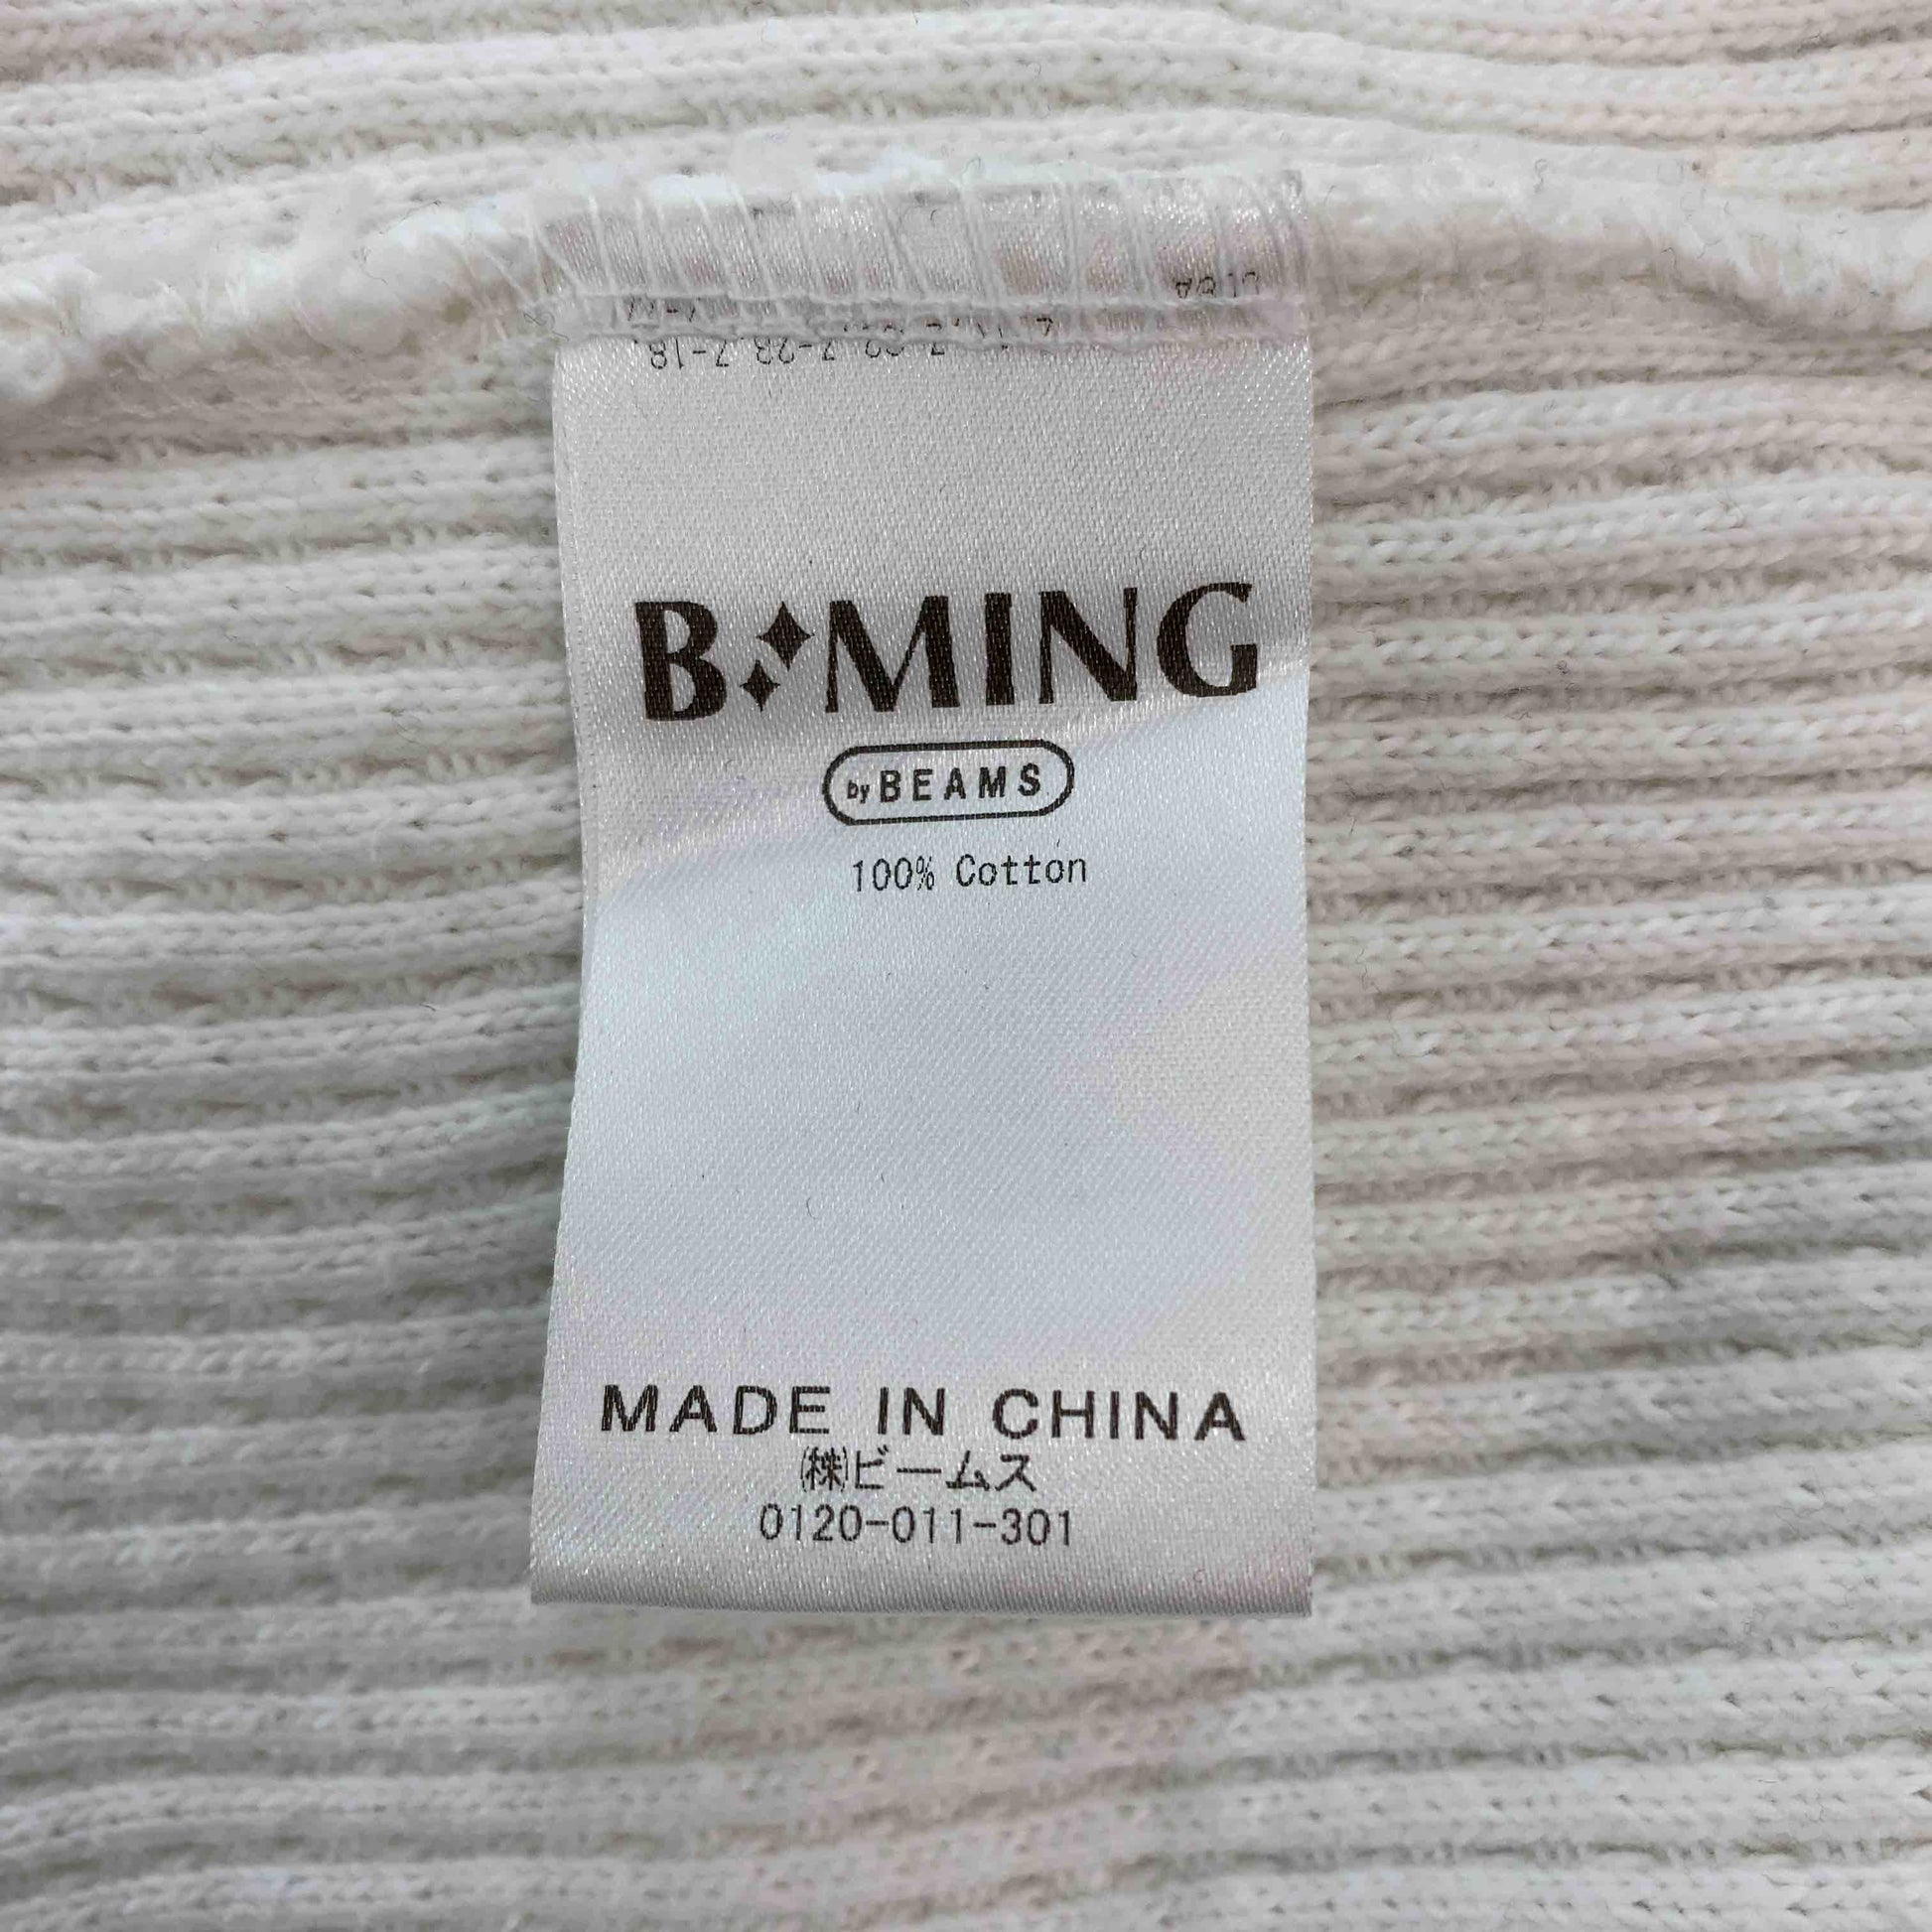 B MING
by BEAMS
100% Cotton
MADE IN CHINA
㈱ビームス
0120-011-301